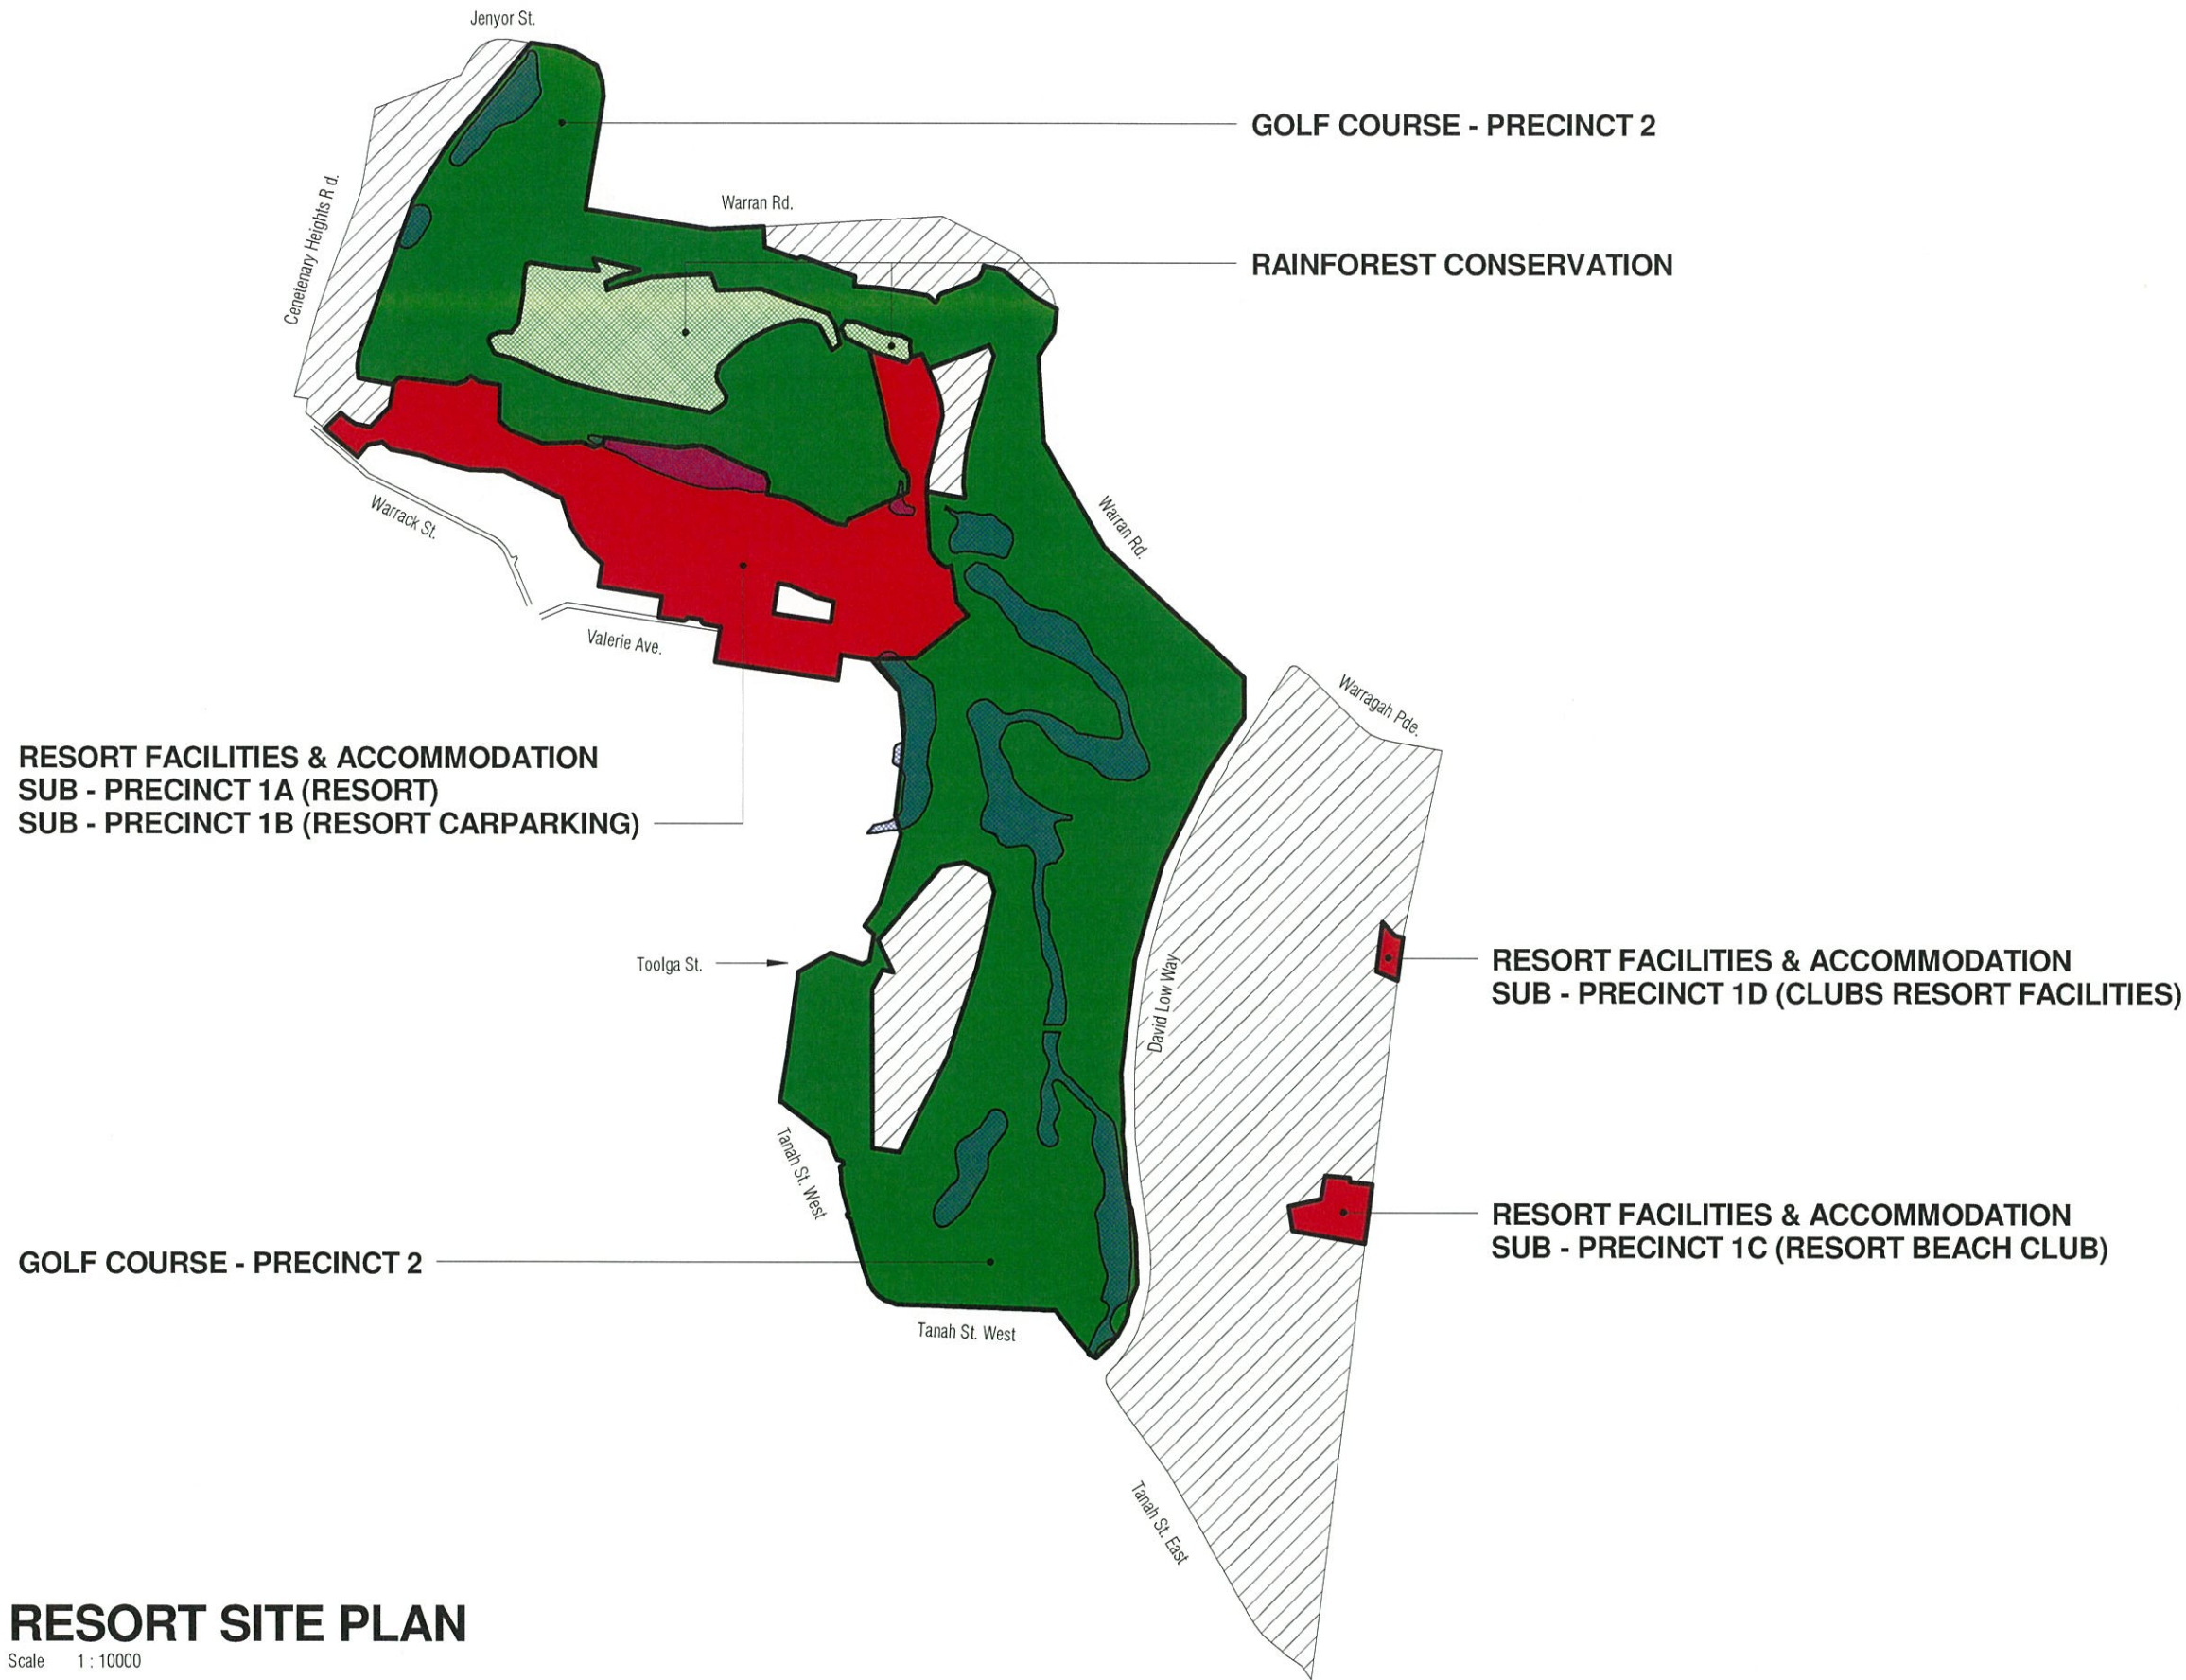 Jenyor St.
GOLF COURSE - PRECINCT 2
Cenetenary Heights R d.
Warran Rd.
RAINFOREST CONSERVATION
Warrack St.
Warran Rd.
Valerie Ave.
Warragah Pde.
RESORT FACILITIES & ACCOMMODATION
SUB - PRECINCT 1A (RESORT)
SUB - PRECINCT 1B (RESORT CARPARKING)
Toolga St.
David Low Way
RESORT FACILITIES & ACCOMMODATION
SUB - PRECINCT 1D (CLUBS RESORT FACILITIES)
Tanah St. West
RESORT FACILITIES & ACCOMMODATION
SUB - PRECINCT 1C (RESORT BEACH CLUB)
GOLF COURSE - PRECINCT 2
Tanah St. West
Tanah St. East
RESORT SITE PLAN
Scale 1 : 10000